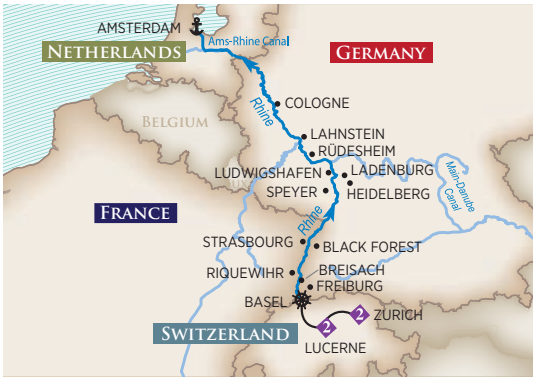 AMSTERDAM
Ams-Rhine Canal
NETHERLANDS
GERMANY
Rhine
COLOGNE
BELGIUM
LAHNSTEIN
RÜDESHEIM
LUDWIGSHAFEN
LADENBURG
SPEYER
HEIDELBERG
Main-Danube
Canal
FRANCE
Rhine
STRASBOURG
BLACK FOREST
RIQUEWIHR
BREISACH
FREIBURG
BASEL
2
2
ZURICH
SWITZERLAND
LUCERNE